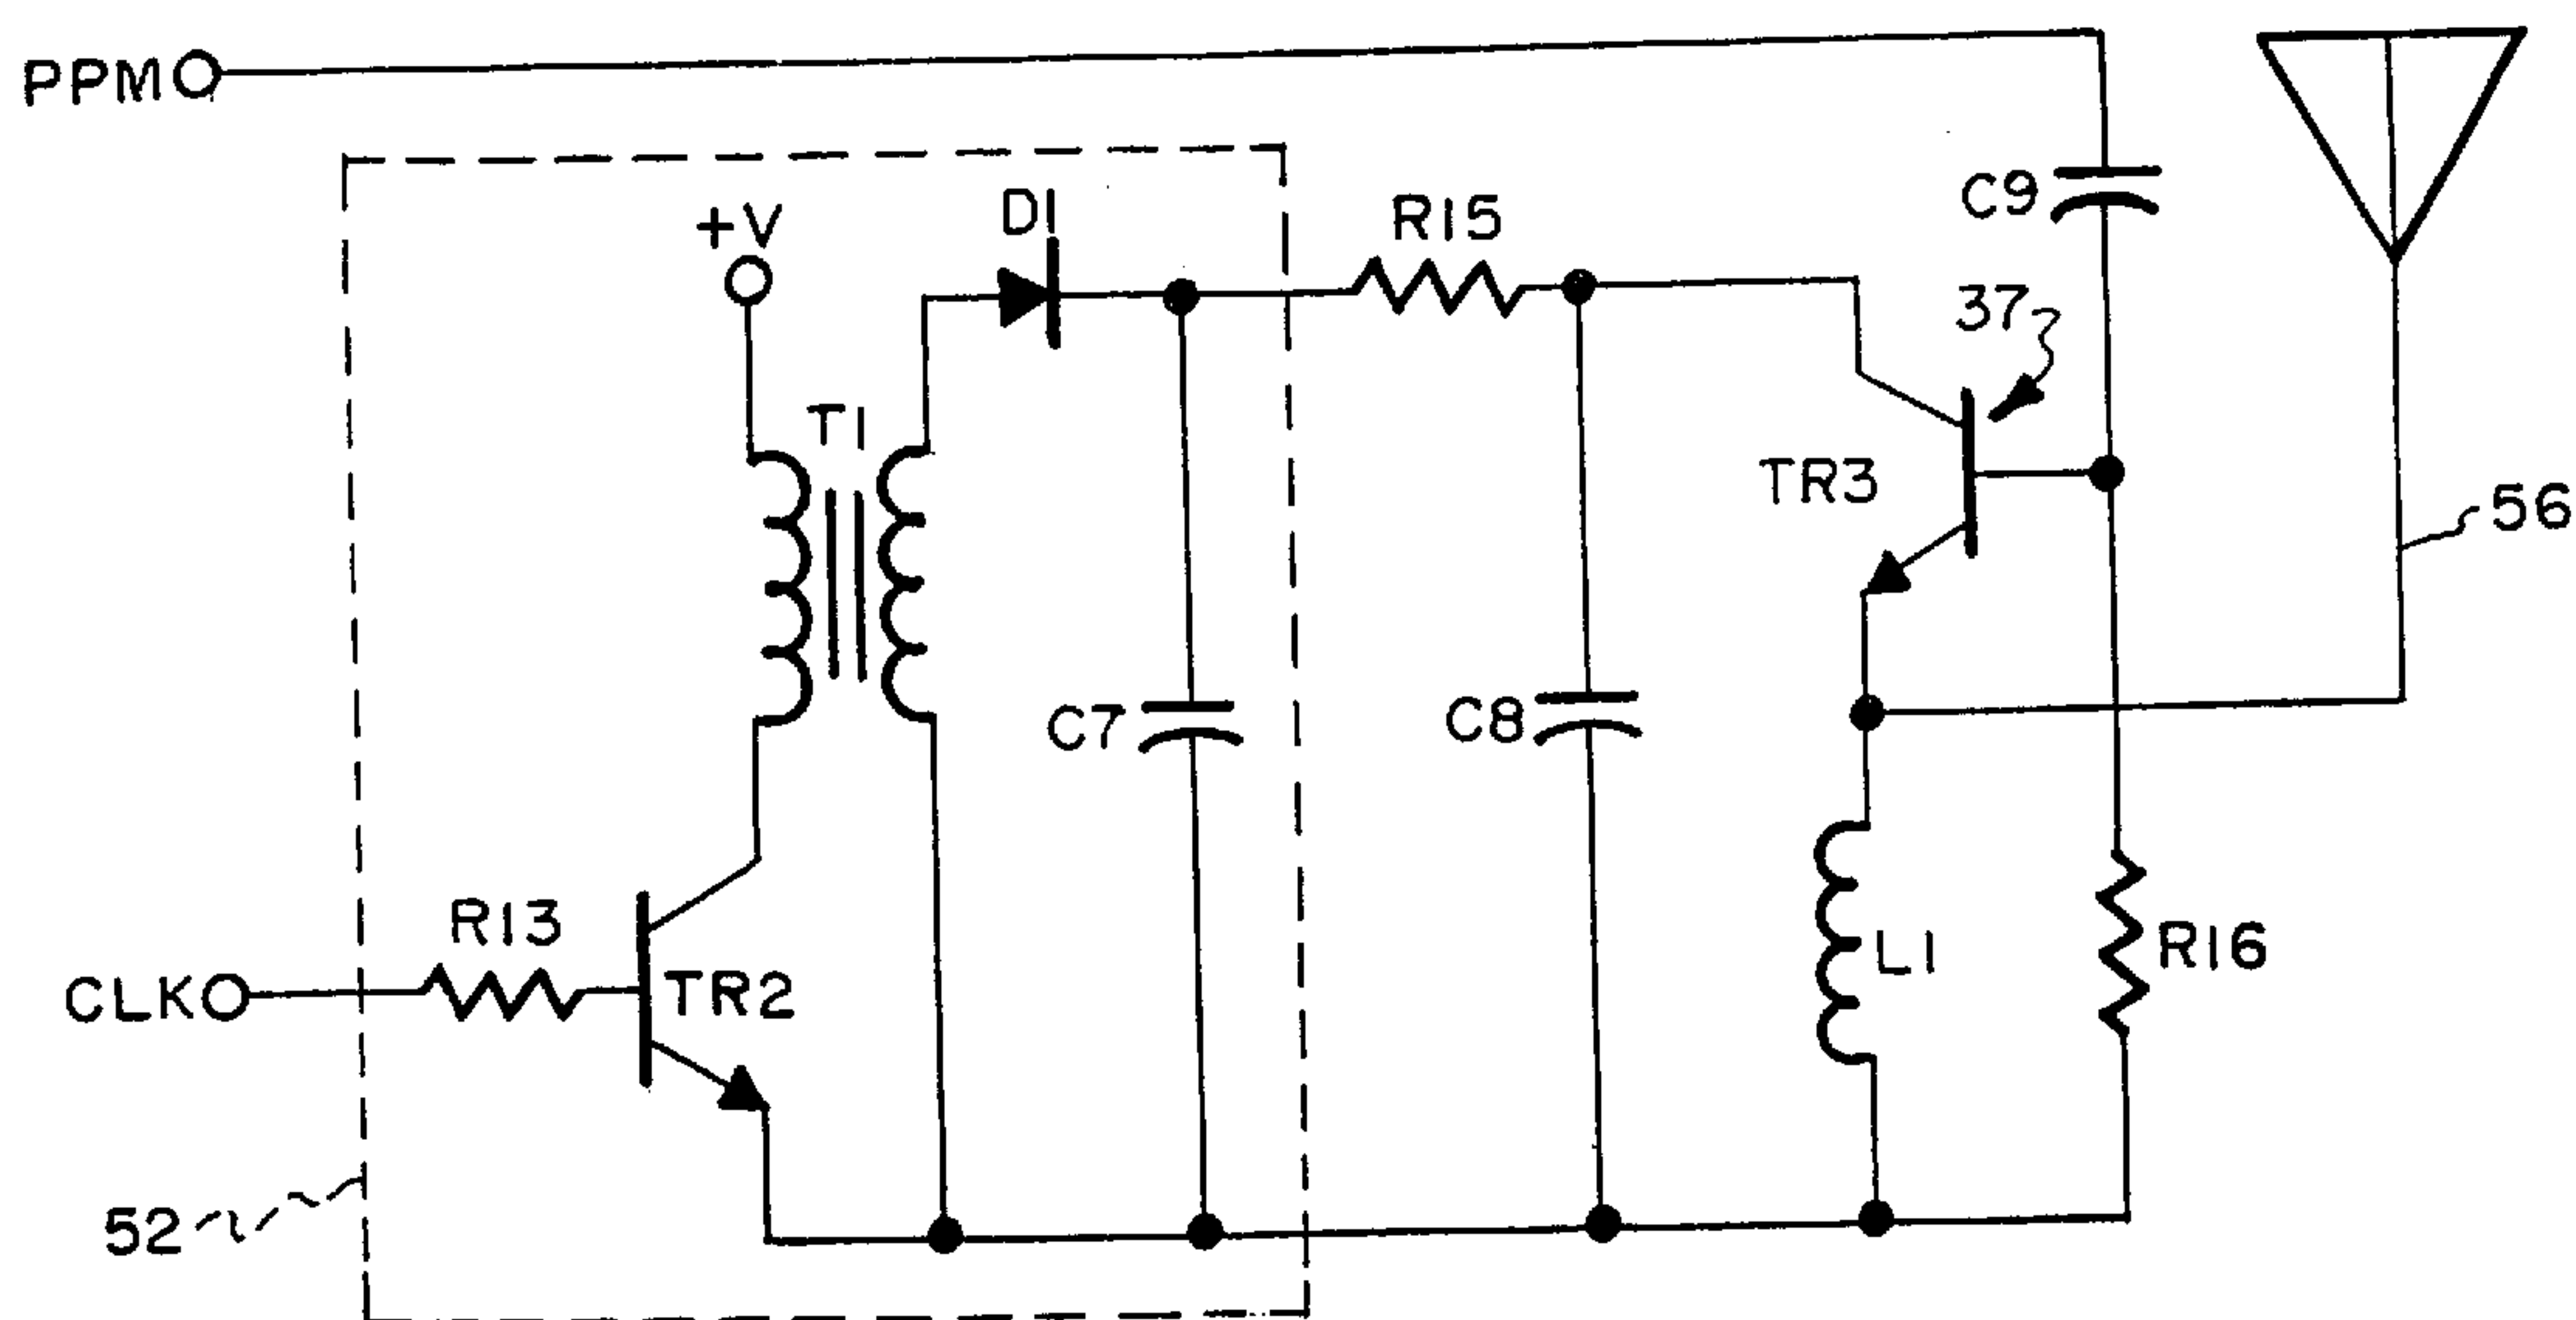 PPM
+V
D1
R15
C9
37
T1
TR3
56
C7
C8
R13
TR2
L1
R16
CLK
52